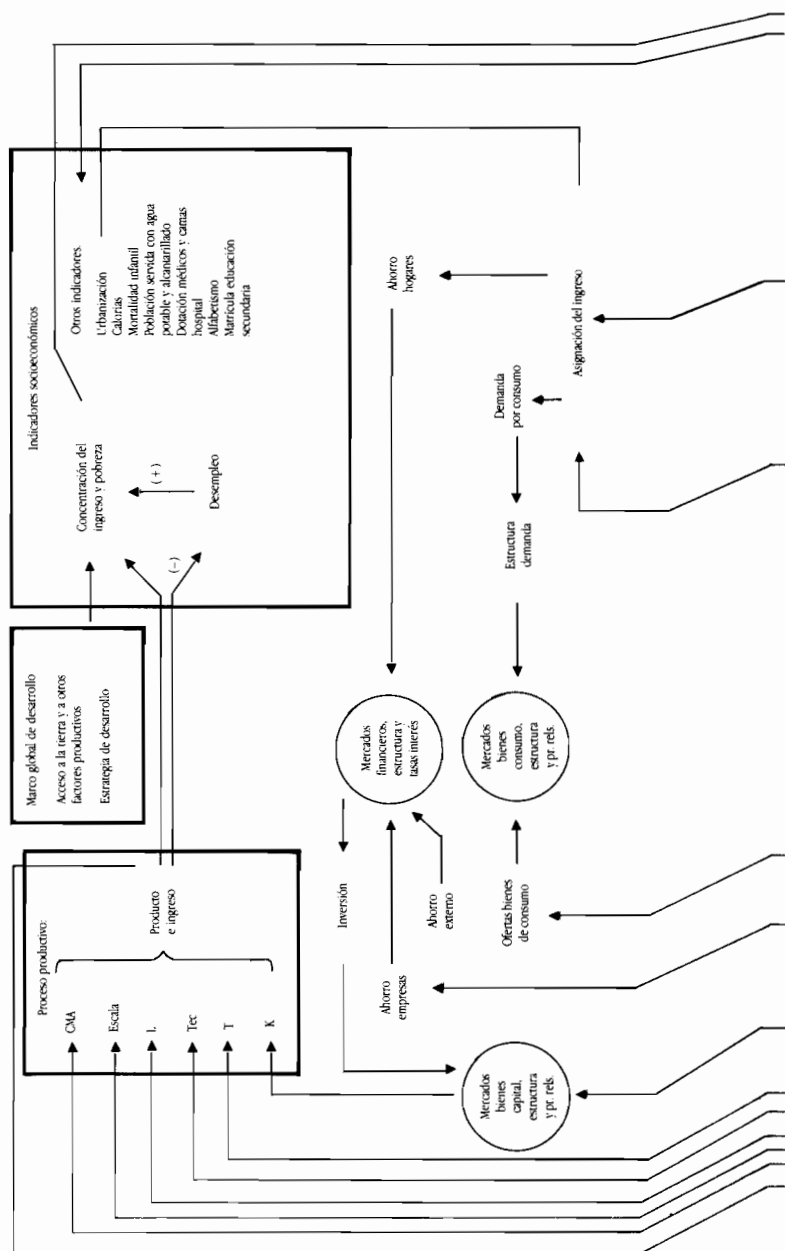 Proceso productivo:
CMA
Escala
L
Tec
T
K
Producto
e ingreso
Marco global de desarrollo
Acceso a la tierra y a otros
factores productivos
Estrategia de desarrollo
Indicadores socioeconómicos
Concentración del
ingreso y pobreza
(+)
(-)
Desempleo
Otros indicadores
Urbanización
Calorías
Mortalidad infantil
Población servida con agua
potable y alcantarillado
Dotación médicos y camas
hospital
Alfabetismo
Matrícula educación
secundaria
Inversión
Mercados
financieros,
estructura y
tasas interés
Ahorro
hogares
Ahorro
empresas
Ahorro
externo
Mercados
bienes
capital,
estructura
y pr. rels.
Ofertas bienes
de consumo
Mercados
bienes
consumo,
estructura
y pr. rels.
Estructura
demanda
Demanda
por consumo
Asignación del ingreso